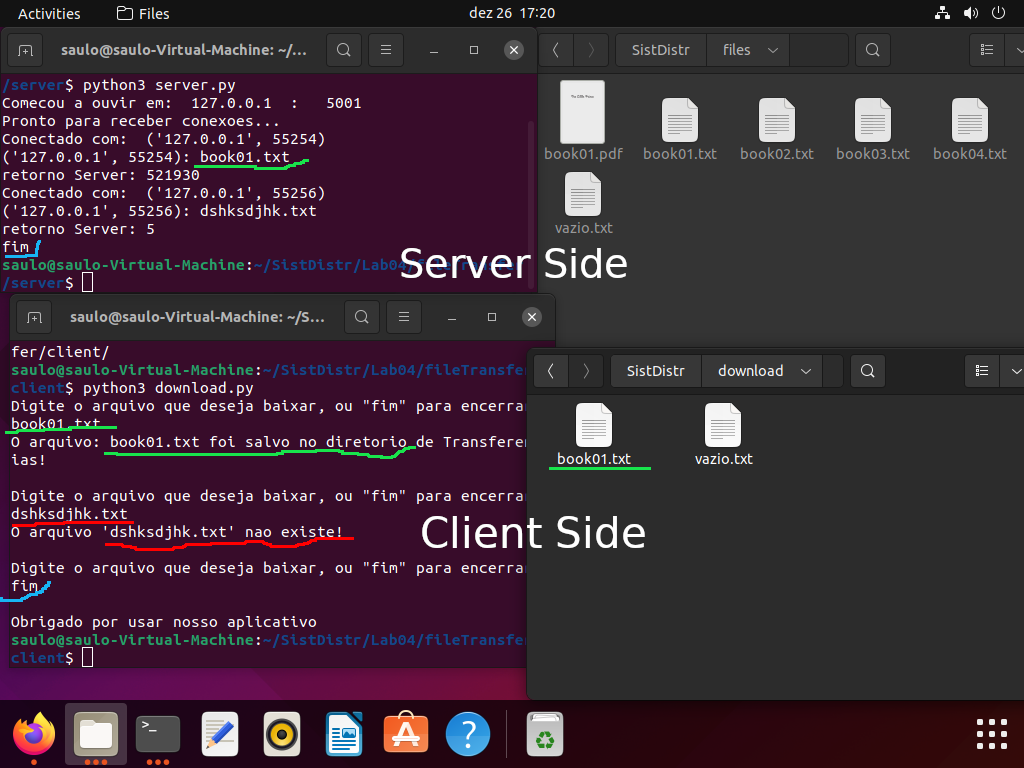 Activities Files dez 26 17:20
saulo@saulo-Virtual-Machine: ~/...
/server$ python3 server.py
Comecou a ouvir em:  127.0.0.1  :   5001
Pronto para receber conexoes...
Conectado com:  ('127.0.0.1', 55254)
('127.0.0.1', 55254): book01.txt
retorno Server: 521930
Conectado com:  ('127.0.0.1', 55256)
('127.0.0.1', 55256): dshksdjhk.txt
retorno Server: 5
fim
saulo@saulo-Virtual-Machine:~/SistDistr/Lab04/fileTransfer
/server$
SistDistr files
book01.pdf book01.txt book02.txt book03.txt book04.txt
vazio.txt
Server Side
saulo@saulo-Virtual-Machine: ~/S...
fer/client/
saulo@saulo-Virtual-Machine:~/SistDistr/Lab04/fileTransfe
client$ python3 download.py
Digite o arquivo que deseja baixar, ou "fim" para encerra
book01.txt
O arquivo: book01.txt foi salvo no diretorio de Transferen
ias!
Digite o arquivo que deseja baixar, ou "fim" para encerra
dshksdjhk.txt
O arquivo 'dshksdjhk.txt' nao existe!
Digite o arquivo que deseja baixar, ou "fim" para encerra
fim
Obrigado por usar nosso aplicativo
saulo@saulo-Virtual-Machine:~/SistDistr/Lab04/fileTransfe
client$
SistDistr download
book01.txt vazio.txt
Client Side